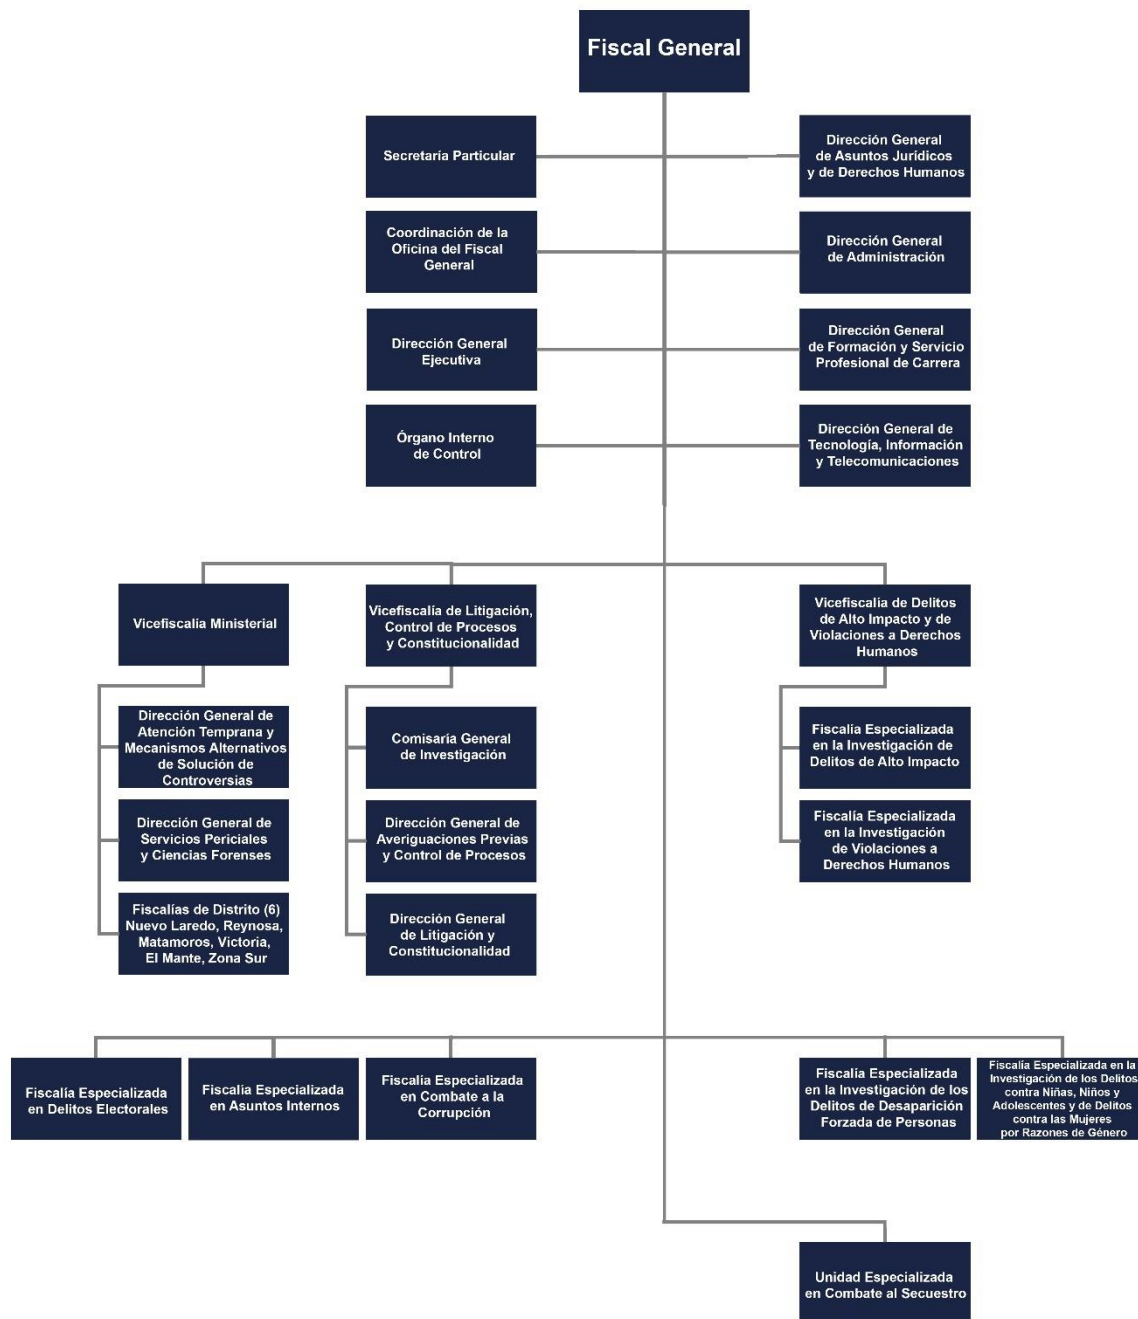 Fiscal General
Secretaría Particular
Dirección General
de Asuntos Jurídicos
y de Derechos Humanos
Coordinación de la
Oficina del Fiscal
General
Dirección General
de Administración
Dirección General
Ejecutiva
Dirección General
de Formación y Servicio
Profesional de Carrera
Órgano Interno
de Control
Dirección General de
Tecnología, Información
y Telecomunicaciones
Vicefiscalía Ministerial
Vicefiscalía de Litigación,
Control de Procesos
y Constitucionalidad
Vicefiscalía de Delitos
de Alto Impacto y de
Violaciones a Derechos
Humanos
Dirección General de
Atención Temprana y
Mecanismos Alternativos
de Solución de
Controversias
Comisaría General
de Investigación
Fiscalía Especializada
en la Investigación de
Delitos de Alto Impacto
Dirección General de
Servicios Periciales
y Ciencias Forenses
Dirección General de
Averiguaciones Previas
y Control de Procesos
Fiscalía Especializada
en la Investigación
de Violaciones a
Derechos Humanos
Fiscalías de Distrito (6)
Nuevo Laredo, Reynosa,
Matamoros, Victoria,
El Mante, Zona Sur
Dirección General
de Litigación y
Constitucionalidad
Fiscalía Especializada
en Delitos Electorales
Fiscalía Especializada
en Asuntos Internos
Fiscalía Especializada
en Combate a la
Corrupción
Fiscalía Especializada
en la Investigación de los
Delitos de Desaparición
Forzada de Personas
Fiscalía Especializada en la
Investigación de los Delitos
contra Niñas, Niños y
Adolescentes y de Delitos
contra las Mujeres
por Razones de Género
Unidad Especializada
en Combate al Secuestro